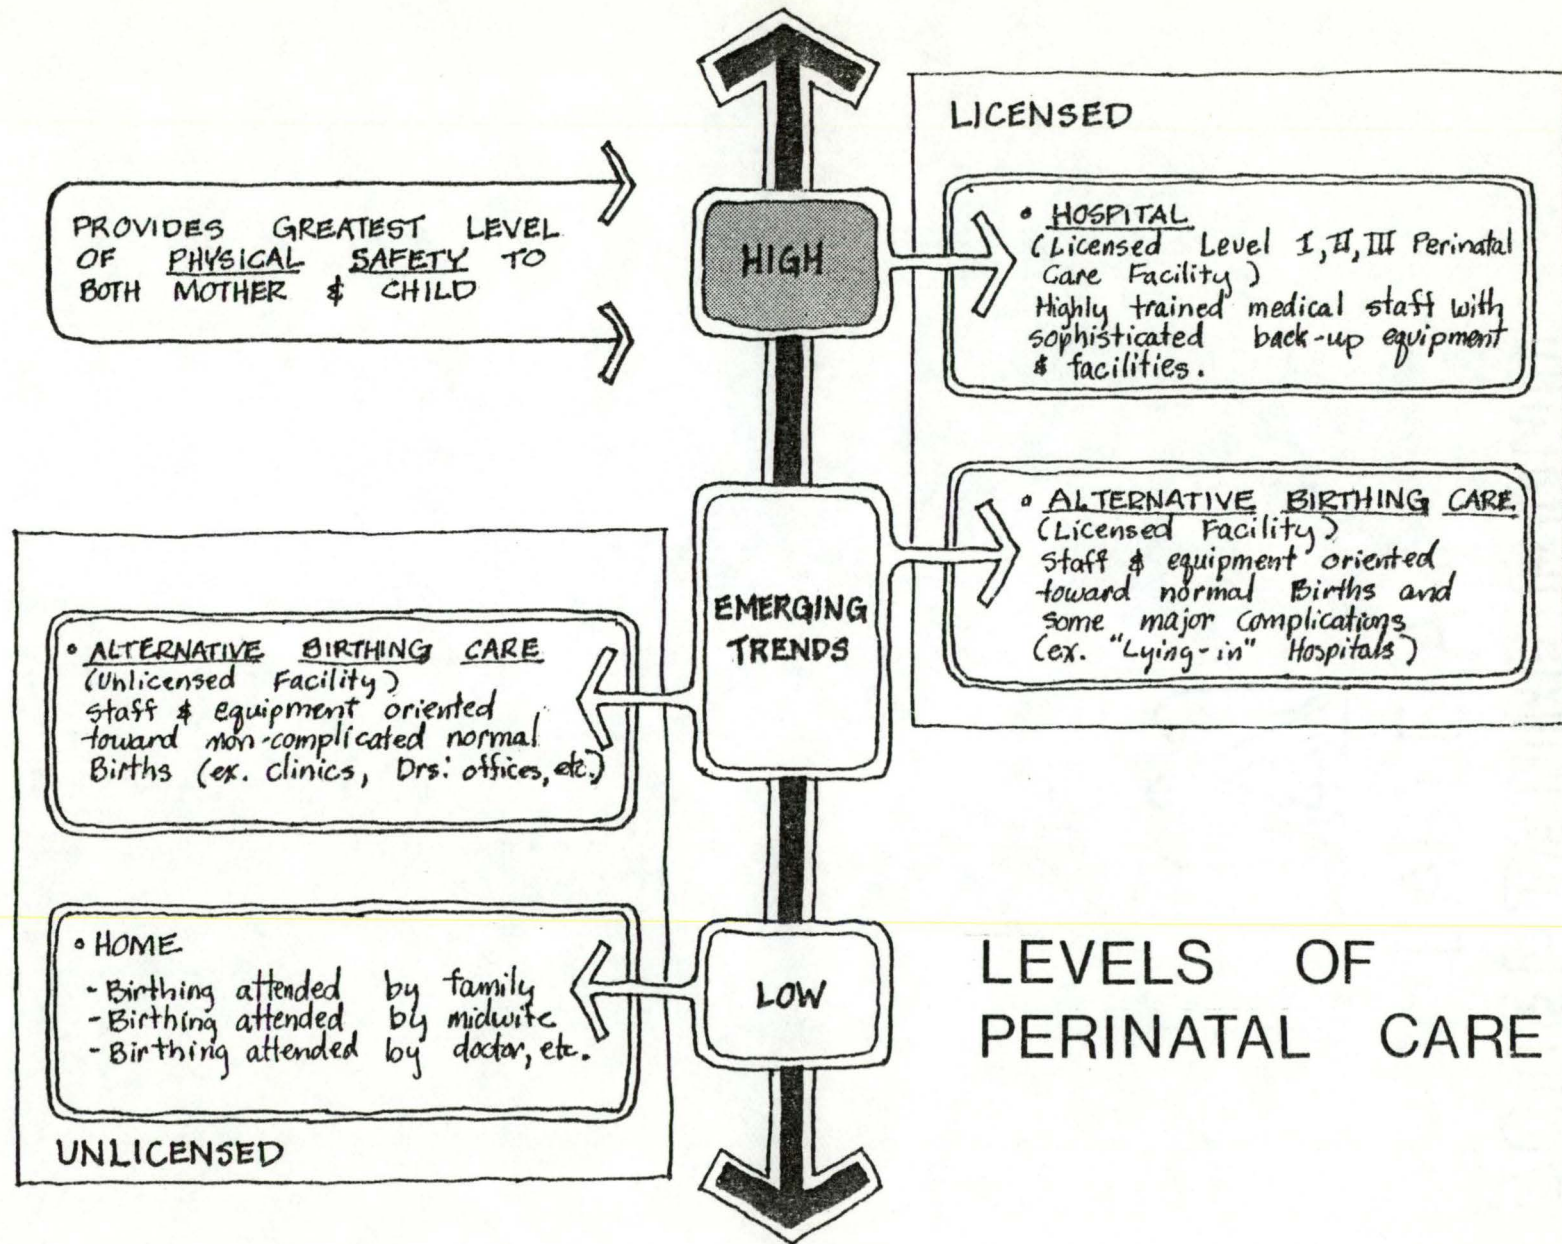 PROVIDES GREATEST LEVEL
OF PHYSICAL SAFETY TO
BOTH MOTHER & CHILD
HIGH
LICENSED
• HOSPITAL
(Licensed Level I, II, III Perinatal
Care Facility)
Highly trained medical staff with
sophisticated back-up equipment
& facilities.
• ALTERNATIVE BIRTHING CARE
(Licensed Facility)
Staff & equipment oriented
toward normal Births and
some major complications
(ex. "Lying-in" Hospitals)
EMERGING
TRENDS
• ALTERNATIVE BIRTHING CARE
(Unlicensed Facility)
Staff & equipment oriented
toward non-complicated normal
Births (ex. clinics, Drs.' offices, etc.)
• HOME
- Birthing attended by family
- Birthing attended by midwife
- Birthing attended by doctor, etc.
UNLICENSED
LOW
LEVELS OF
PERINATAL CARE